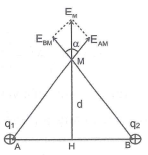 E_M
E_BM α E_AM
M
d
q₁ q₂
A H B